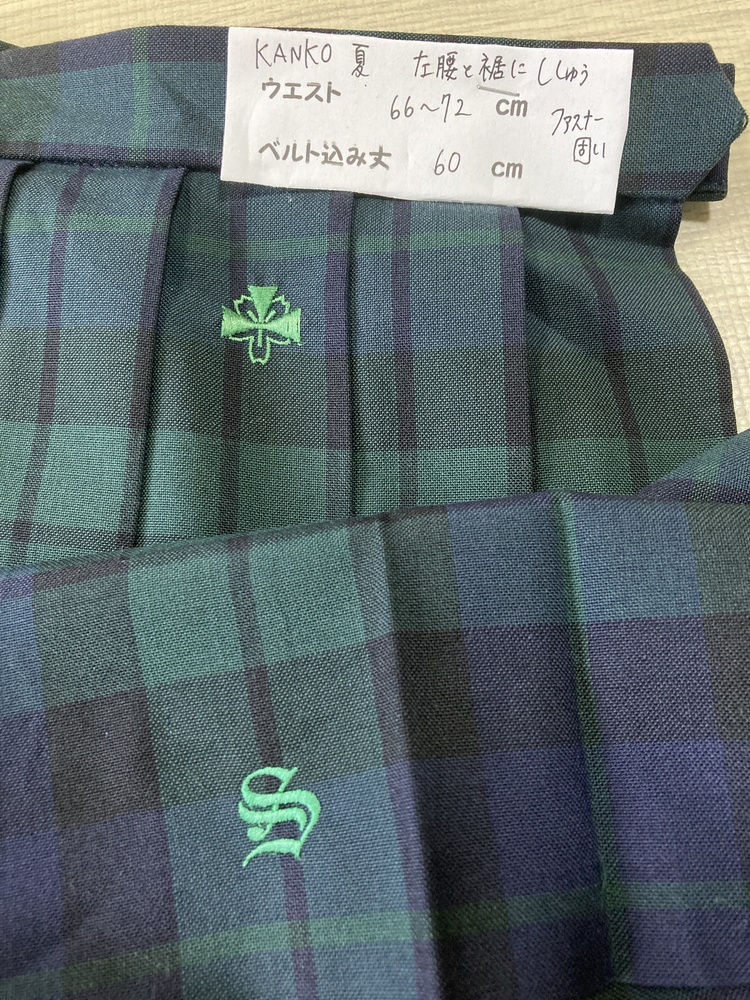 KANKO 夏 左腰と裾に ししゅう
ウエスト 66〜72 cm
ファスナー
固い
ベルト込み丈 60 cm
S